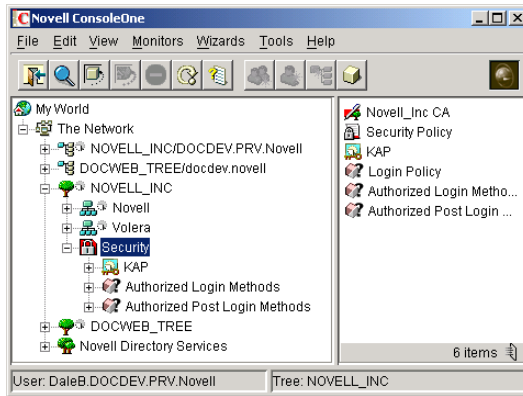 Novell ConsoleOne
File Edit View Monitors Wizards Tools Help
My World
The Network
NOVELL_INC/DOCDEV.PRV.Novell
DOCWEB_TREE/docdev.novell
NOVELL_INC
Novell
Volera
Security
KAP
Authorized Login Methods
Authorized Post Login Methods
DOCWEB_TREE
Novell Directory Services
Novell_Inc CA
Security Policy
KAP
Login Policy
Authorized Login Metho...
Authorized Post Login ...
6 items
User: DaleB.DOCDEV.PRV.Novell
Tree: NOVELL_INC